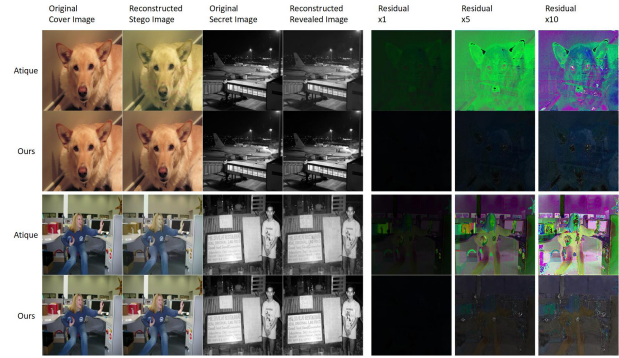 Original
Cover Image
Reconstructed
Stego Image
Original
Secret Image
Reconstructed
Revealed Image
Residual
x1
Residual
x5
Residual
x10
Atique
Ours
Atique
Ours